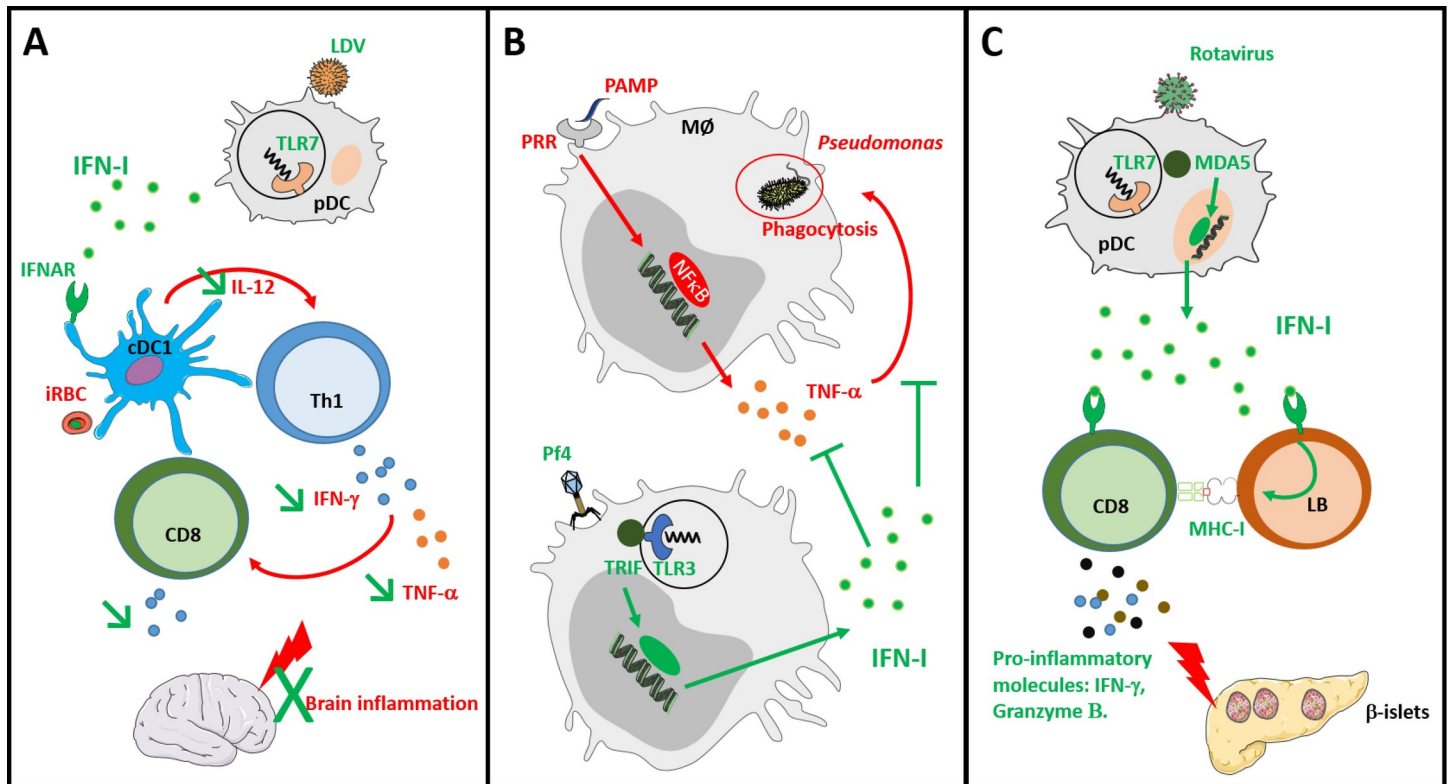 A
LDV
TLR7
pDC
IFN-I
IFNAR
IL-12
cDC1
Th1
iRBC
IFN-γ
CD8
TNF-α
Brain inflammation
B
PAMP
PRR
MØ
Pseudomonas
Phagocytosis
NFκB
TNF-α
Pf4
TRIF TLR3
IFN-I
C
Rotavirus
TLR7
MDA5
pDC
IFN-I
CD8
LB
MHC-I
Pro-inflammatory
molecules: IFN-γ,
Granzyme B.
β-islets